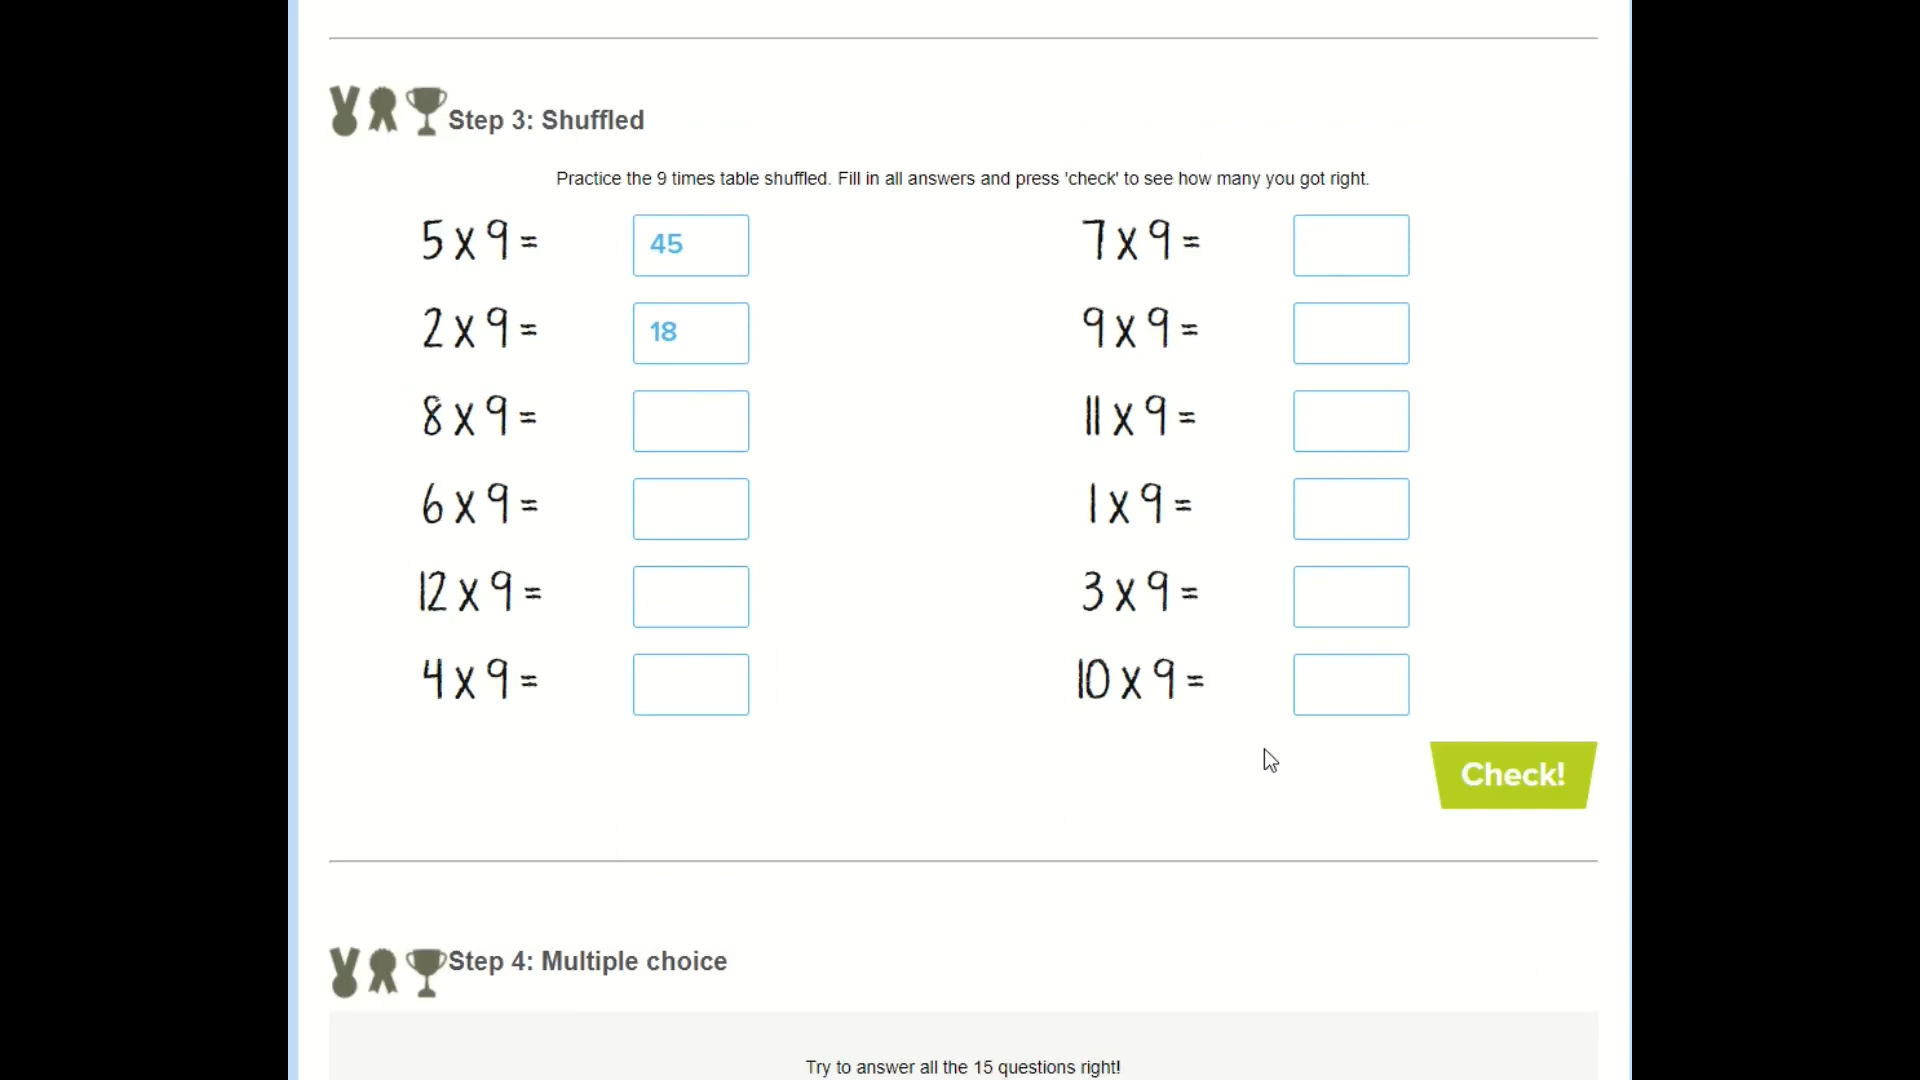 Step 3: Shuffled
Practice the 9 times table shuffled. Fill in all answers and press 'check' to see how many you got right.
5 x 9 = 45
2 x 9 = 18
8 x 9 =
6 x 9 =
12 x 9 =
4 x 9 =
7 x 9 =
9 x 9 =
11 x 9 =
1 x 9 =
3 x 9 =
10 x 9 =
Check!
Step 4: Multiple choice
Try to answer all the 15 questions right!